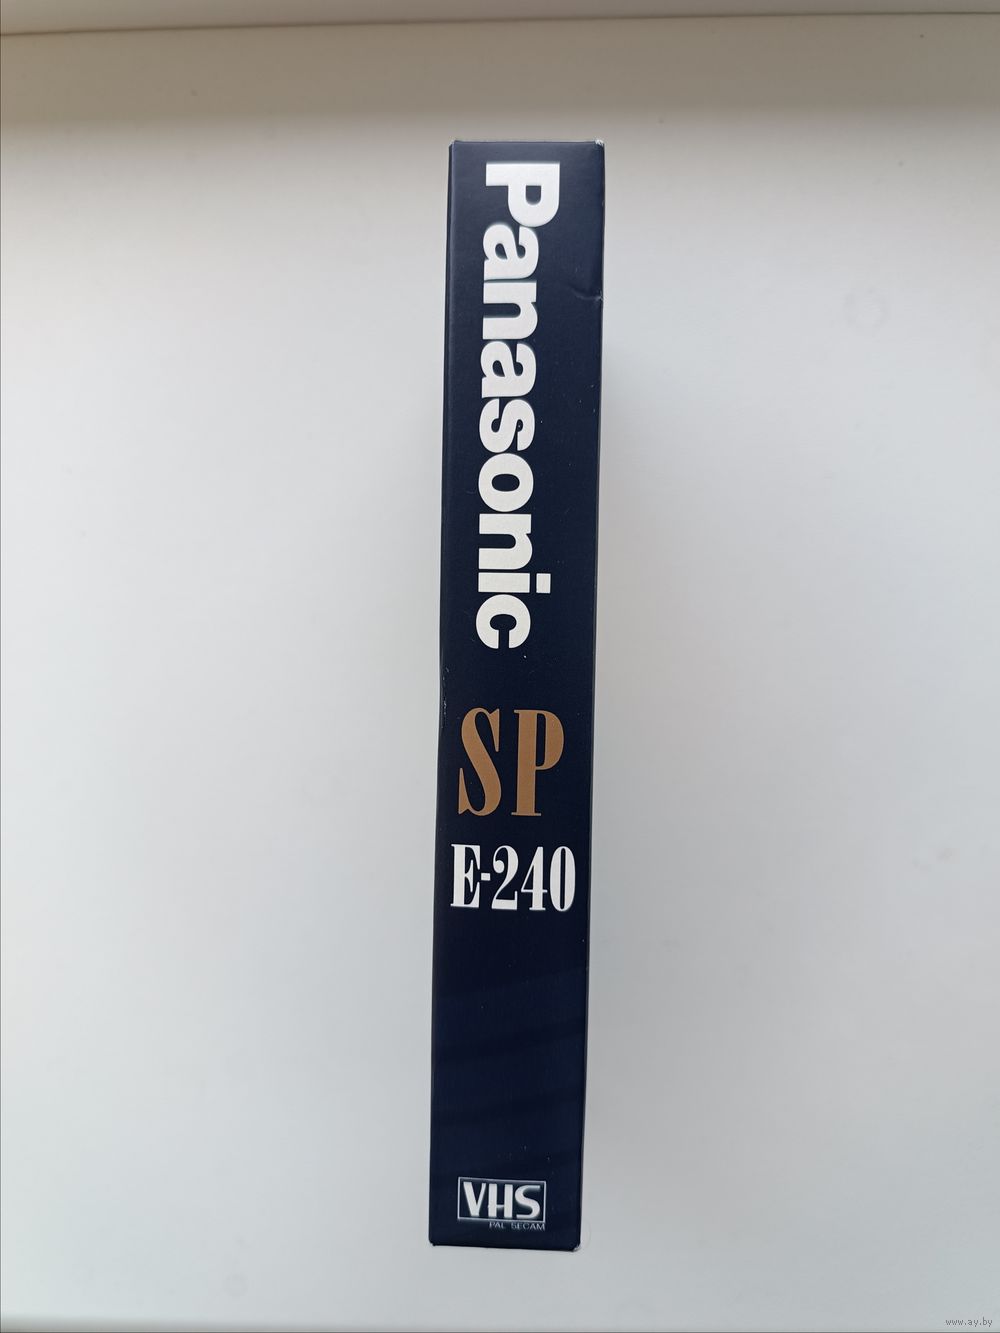 Panasonic
SP
E-240
VHS
PAL SECAM
www.ay.by